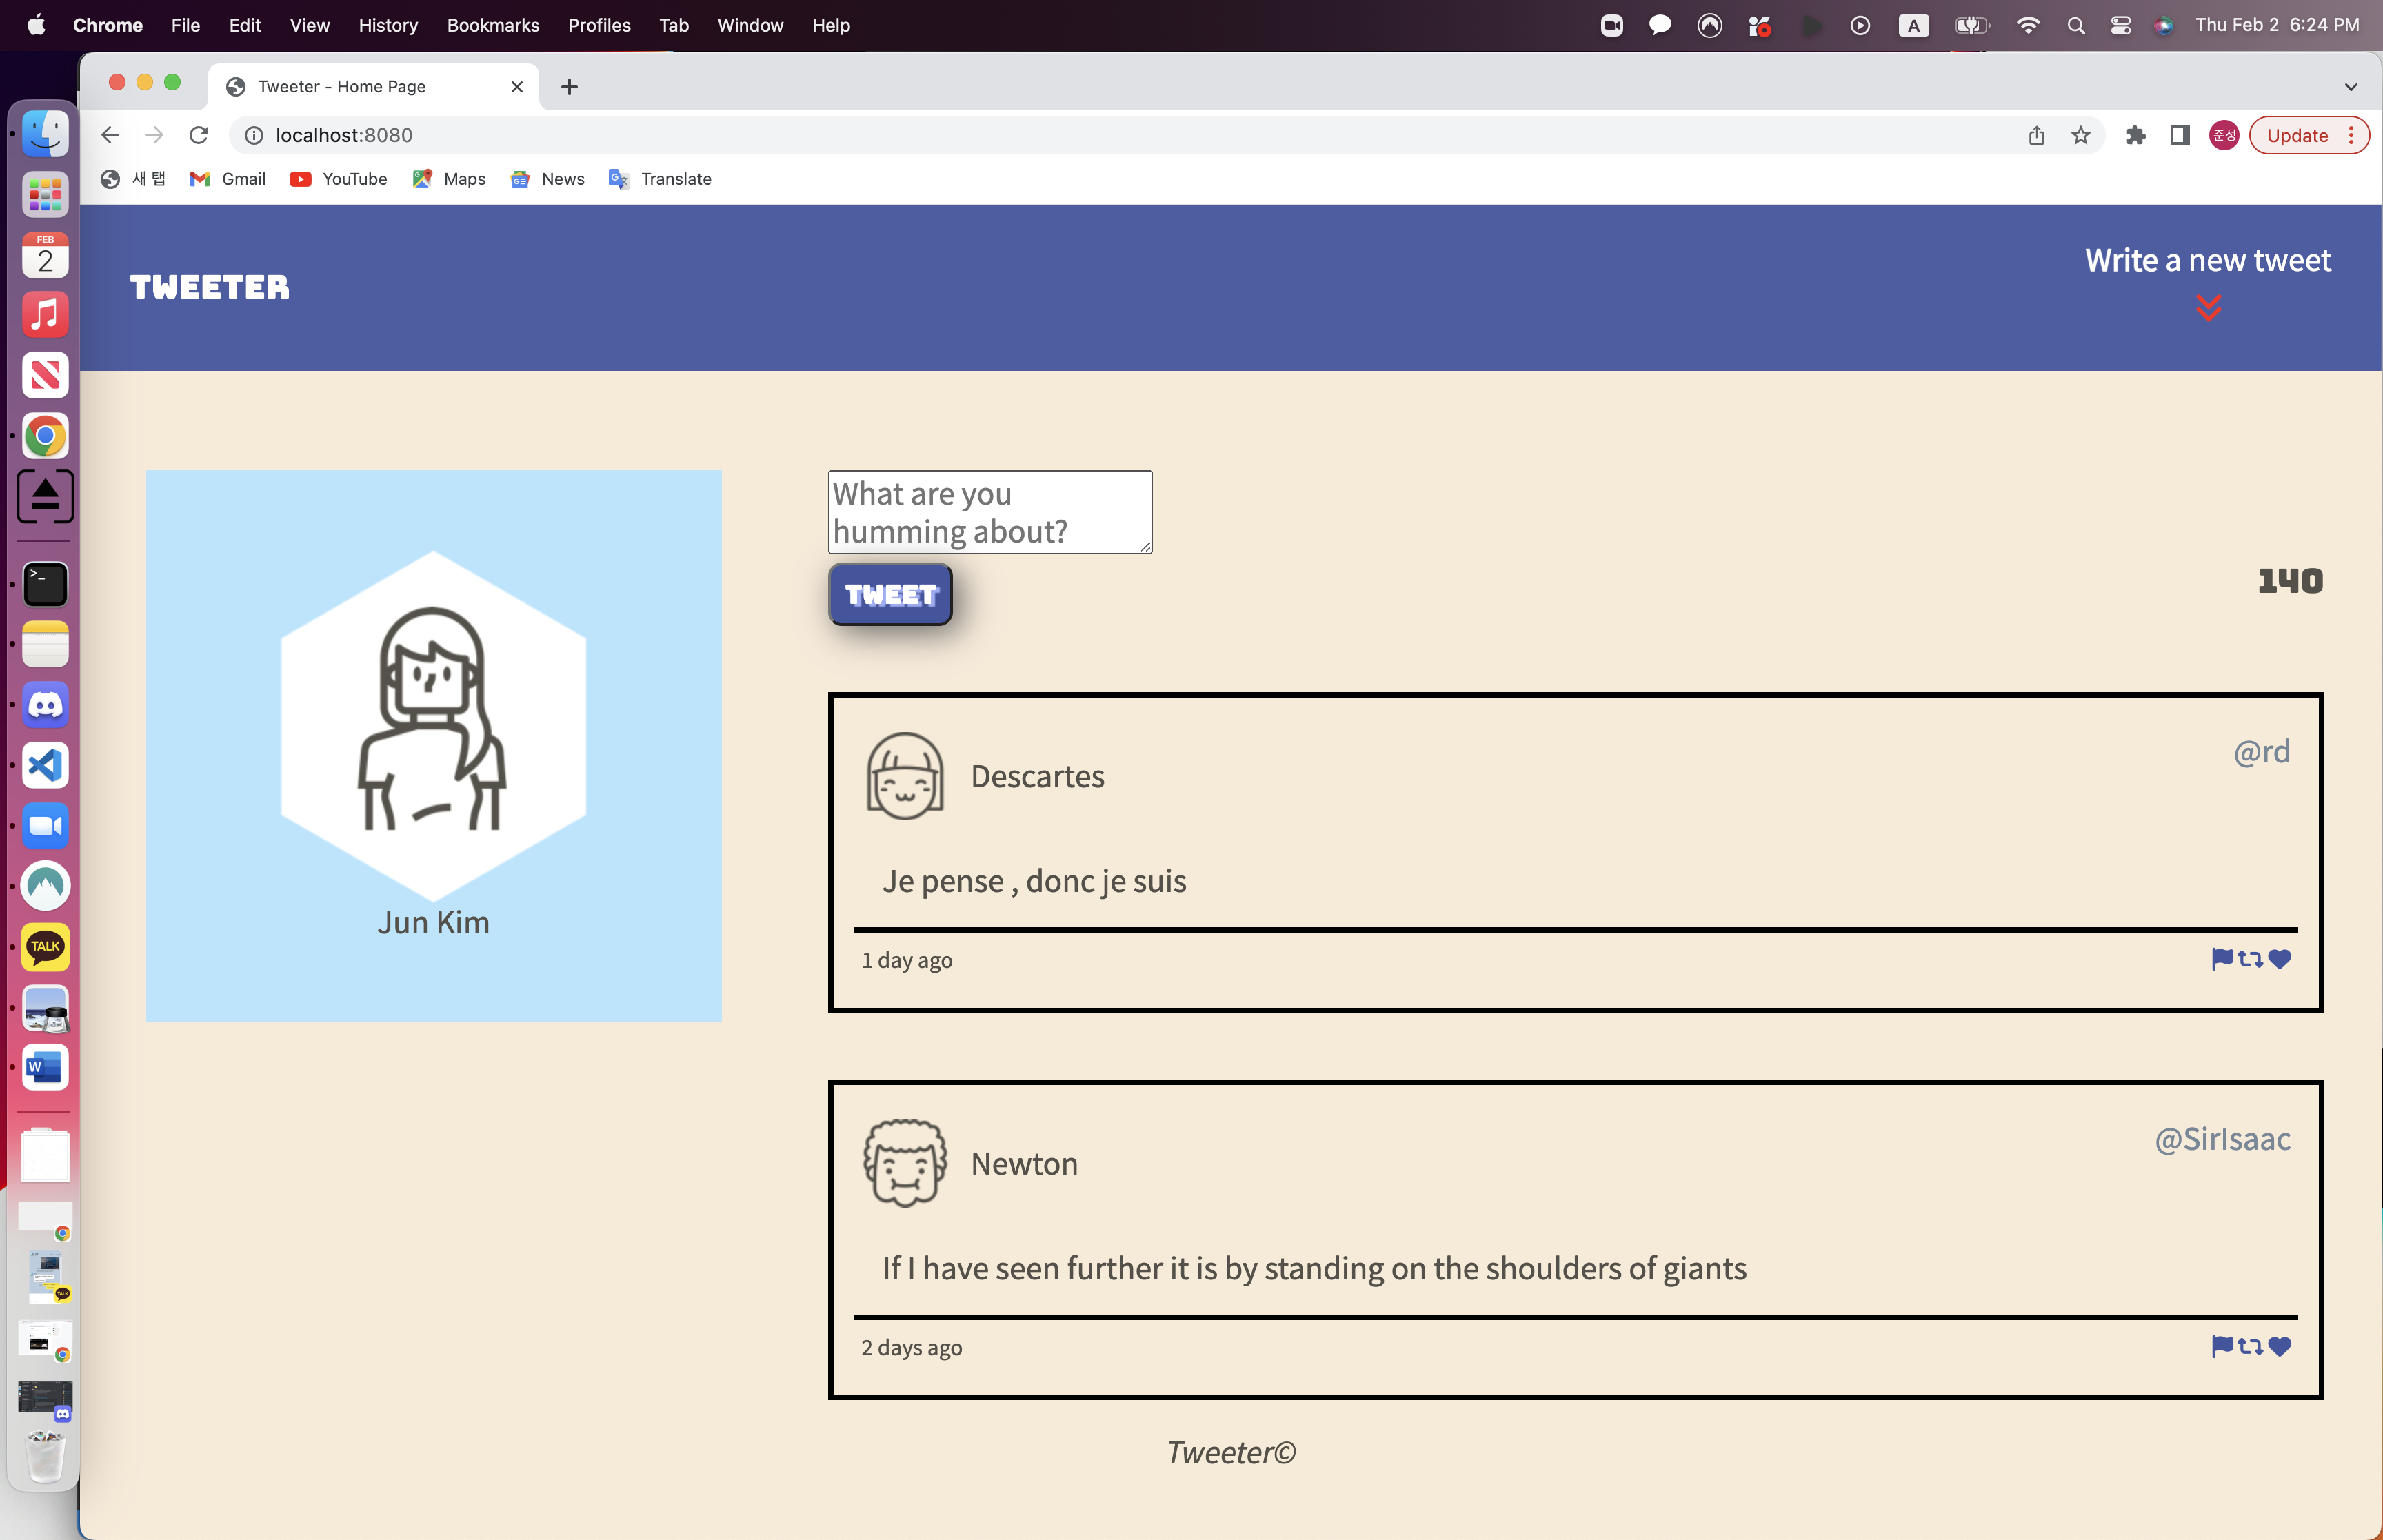 Chrome File Edit View History Bookmarks Profiles Tab Window Help
A
Thu Feb 2 6:24 PM
Tweeter - Home Page
localhost:8080
준성
Update
새 탭 Gmail YouTube Maps News Translate
FEB
2
TALK
W
TWEETER
Write a new tweet
What are you
humming about?
TWEET
140
Jun Kim
Descartes
@rd
Je pense , donc je suis
1 day ago
Newton
@SirIsaac
If I have seen further it is by standing on the shoulders of giants
2 days ago
Tweeter©